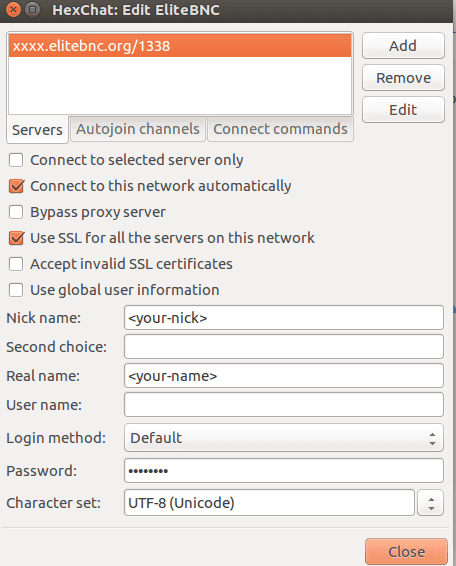 HexChat: Edit EliteBNC
xxxx.elitebnc.org/1338
Add
Remove
Edit
Servers Autojoin channels Connect commands
Connect to selected server only
Connect to this network automatically
Bypass proxy server
Use SSL for all the servers on this network
Accept invalid SSL certificates
Use global user information
Nick name: <your-nick>
Second choice:
Real name: <your-name>
User name:
Login method: Default
Password: ••••••••
Character set: UTF-8 (Unicode)
Close